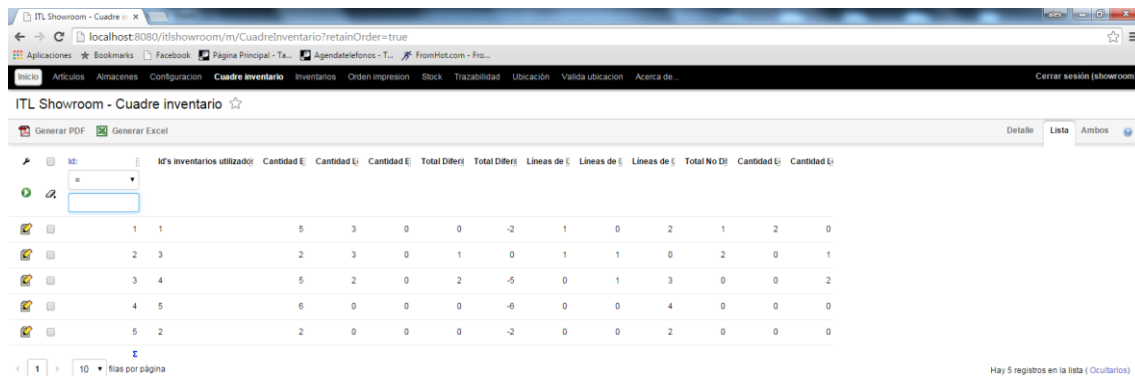 ITL Showroom - Cuadre in
alex
localhost:8080/itlshowroom/m/CuadreInventario?retainOrder=true
Aplicaciones Bookmarks Facebook Página Principal - Ta... Agendatelefonos - T... FromHot.com - Fro...
Inicio Artículos Almacenes Configuracion Cuadre inventario Inventarios Orden impresion Stock Trazabilidad Ubicación Valida ubicacion Acerca de... Cerrar sesión (showroom
ITL Showroom - Cuadre inventario
Generar PDF Generar Excel Detalle Lista Ambos
Id: Id's inventarios utilizado Cantidad E Cantidad L Cantidad E Total Difer Total Difer Líneas de Líneas de Líneas de Total No D Cantidad L Cantidad L
=
1 1 5 3 0 0 -2 1 0 2 1 2 0
2 3 2 3 0 1 0 1 1 0 2 0 1
3 4 5 2 0 2 -5 0 1 3 0 0 2
4 5 6 0 0 0 -6 0 0 4 0 0 0
5 2 2 0 0 0 -2 0 0 2 0 0 0
Σ
1 10 filas por página Hay 5 registros en la lista ( Ocultarlos)